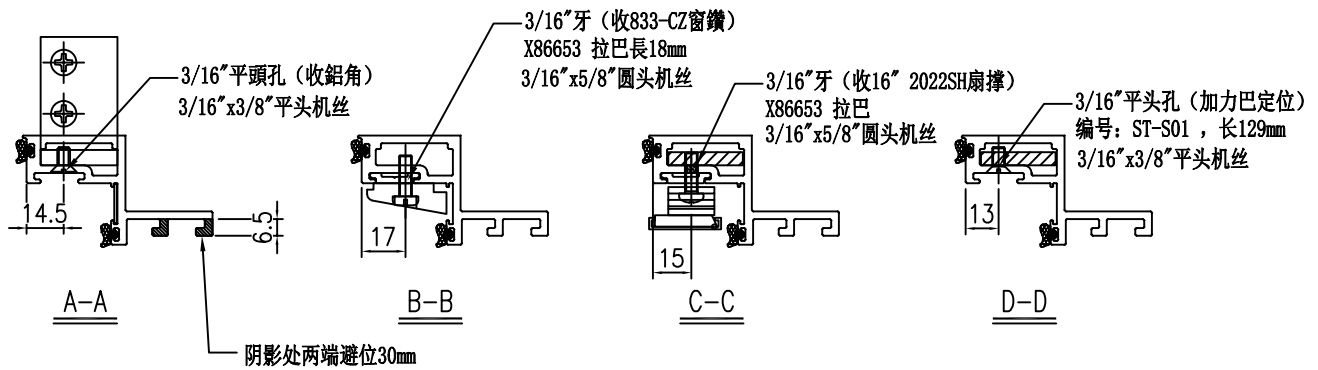 3/16"平頭孔（收鋁角）
3/16"x3/8"平头机丝
14.5
6.5
A-A
阴影处两端避位30mm
3/16"牙（收833-CZ窗鑽）
X86653 拉巴長18mm
3/16"x5/8"圆头机丝
17
B-B
3/16"牙（收16" 2022SH扇撑）
X86653 拉巴
3/16"x5/8"圆头机丝
15
C-C
3/16"平头孔（加力巴定位）
编号：ST-S01 ，长129mm
3/16"x3/8"平头机丝
13
D-D